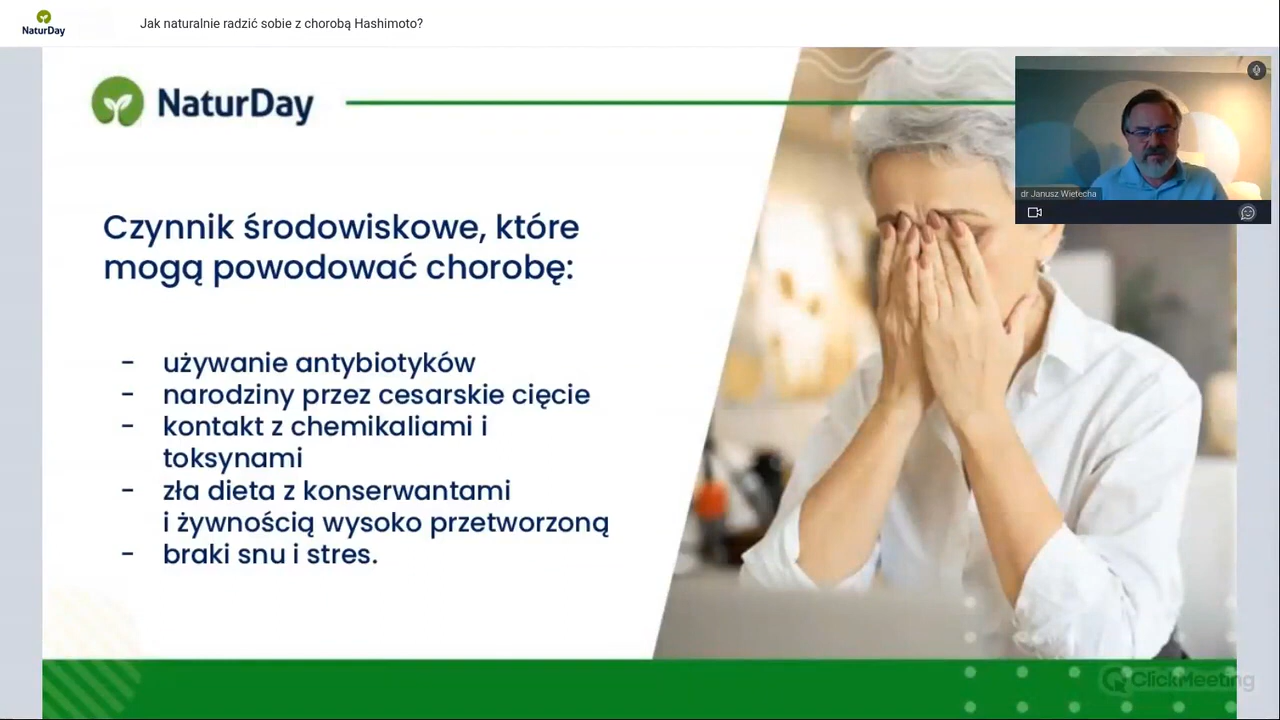 NaturDay
Jak naturalnie radzić sobie z chorobą Hashimoto?
NaturDay
dr Janusz Wietecha
Czynnik środowiskowe, które
mogą powodować chorobę:
- używanie antybiotyków
- narodziny przez cesarskie cięcie
- kontakt z chemikaliami i
toksynami
- zła dieta z konserwantami
i żywnością wysoko przetworzoną
- braki snu i stres.
ClickMeeting